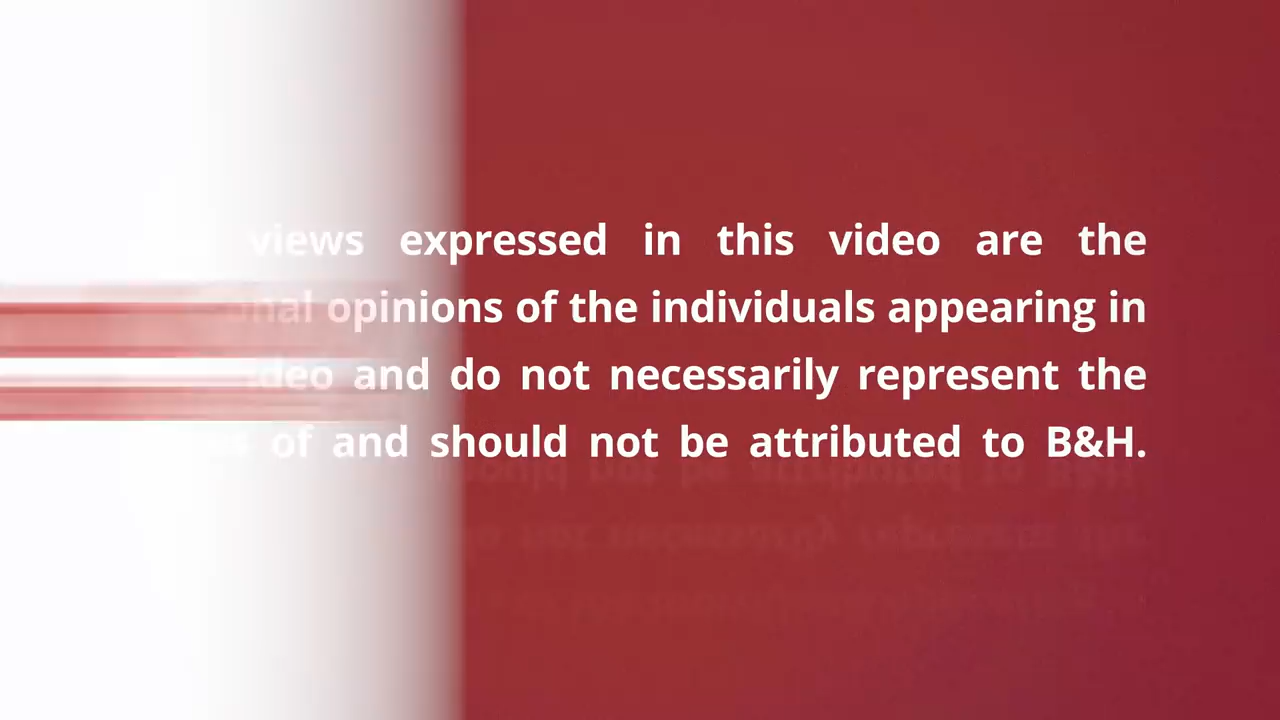 views expressed in this video are the
opinions of the individuals appearing in
and do not necessarily represent the
of and should not be attributed to B&H.